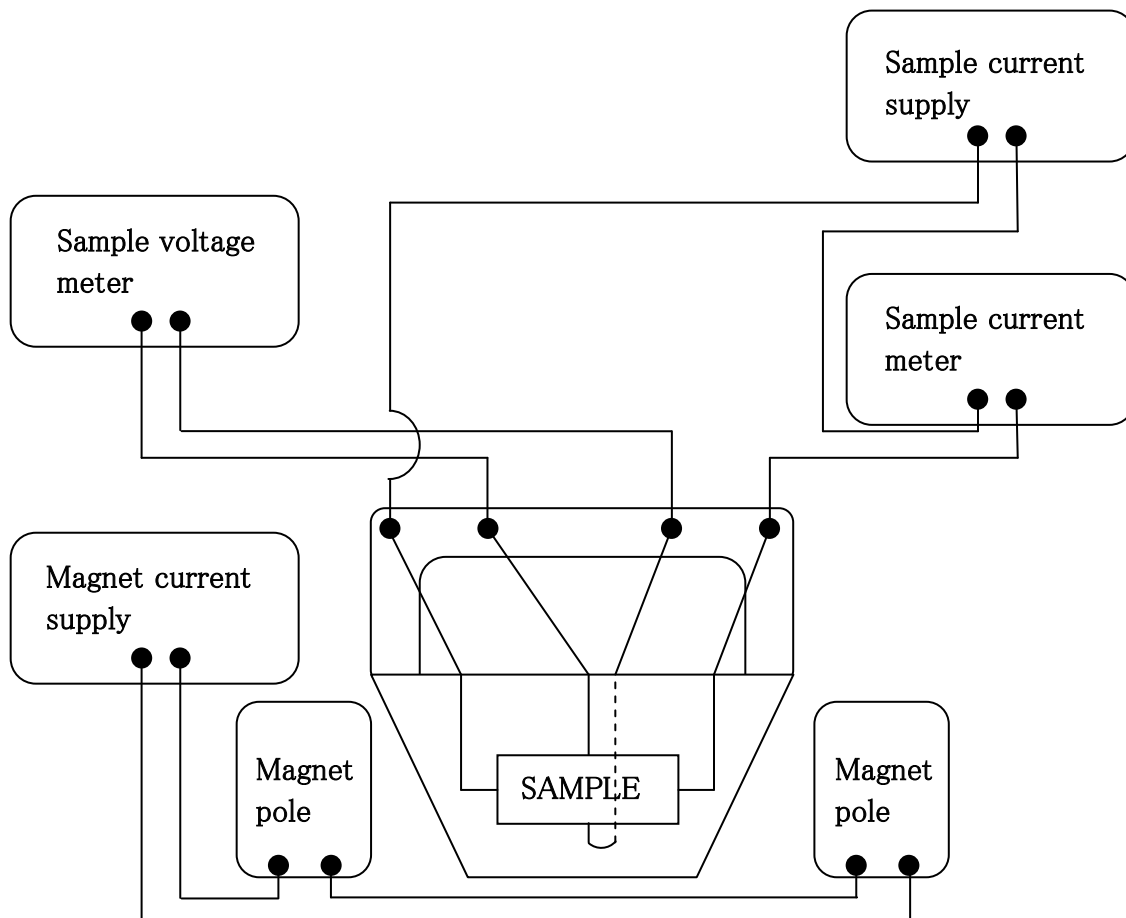 Sample current
supply
Sample voltage
meter
Sample current
meter
Magnet current
supply
Magnet
pole
SAMPLE
Magnet
pole